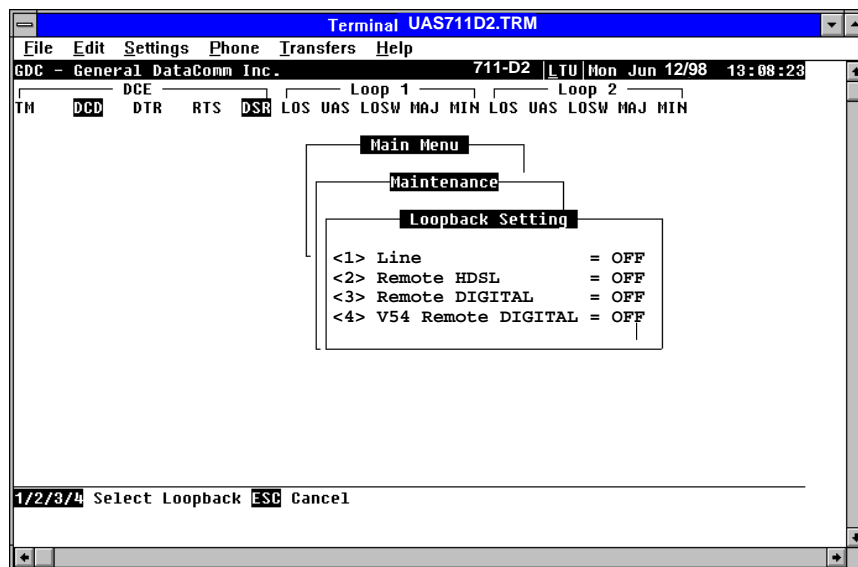 Terminal UAS711D2.TRM
File Edit Settings Phone Transfers Help
GDC - General DataComm Inc. 711-D2 |LTU|Mon Jun 12/98 13:08:23
DCE Loop 1 Loop 2
TM DCD DTR RTS DSR LOS UAS LOSW MAJ MIN LOS UAS LOSW MAJ MIN
Main Menu
Maintenance
Loopback Setting
<1> Line = OFF
<2> Remote HDSL = OFF
<3> Remote DIGITAL = OFF
<4> V54 Remote DIGITAL = OFF
1/2/3/4 Select Loopback ESC Cancel